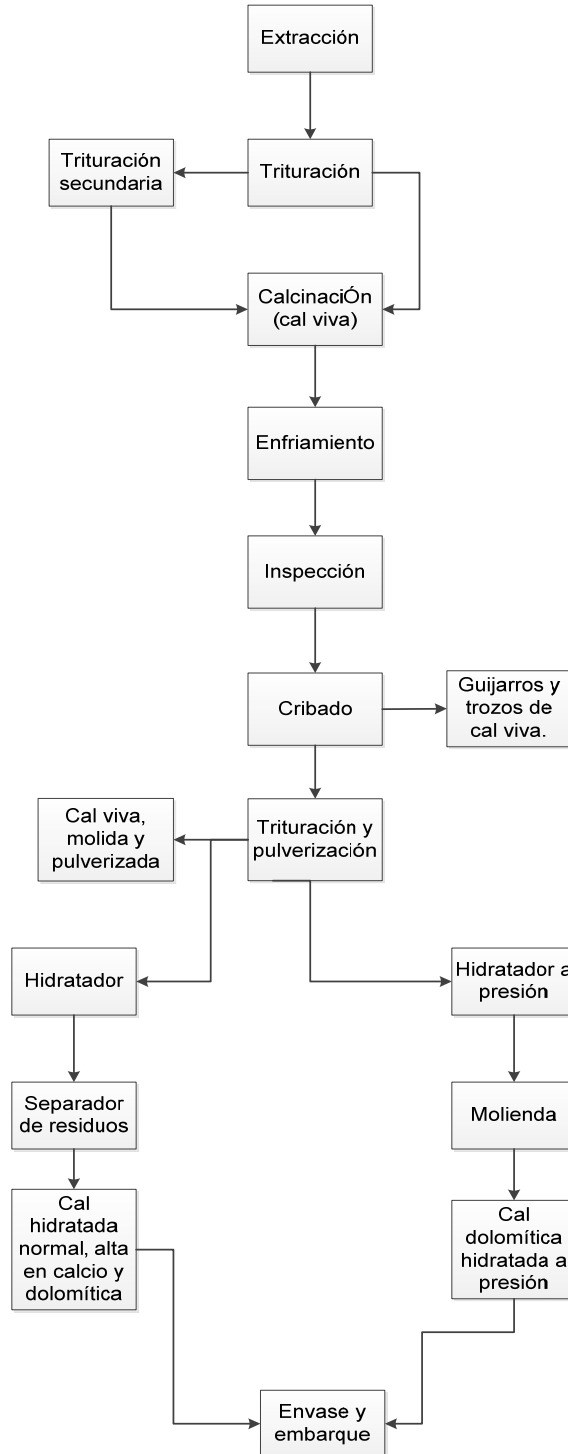 Extracción
Trituración
secundaria
Trituración
CalcinaciÓn
(cal viva)
Enfriamiento
Inspección
Cribado
Guijarros y
trozos de
cal viva.
Cal viva,
molida y
pulverizada
Trituración y
pulverización
Hidratador
Hidratador a
presión
Separador
de residuos
Molienda
Cal
hidratada
normal, alta
en calcio y
dolomítica
Cal
dolomítica
hidratada a
presión
Envase y
embarque